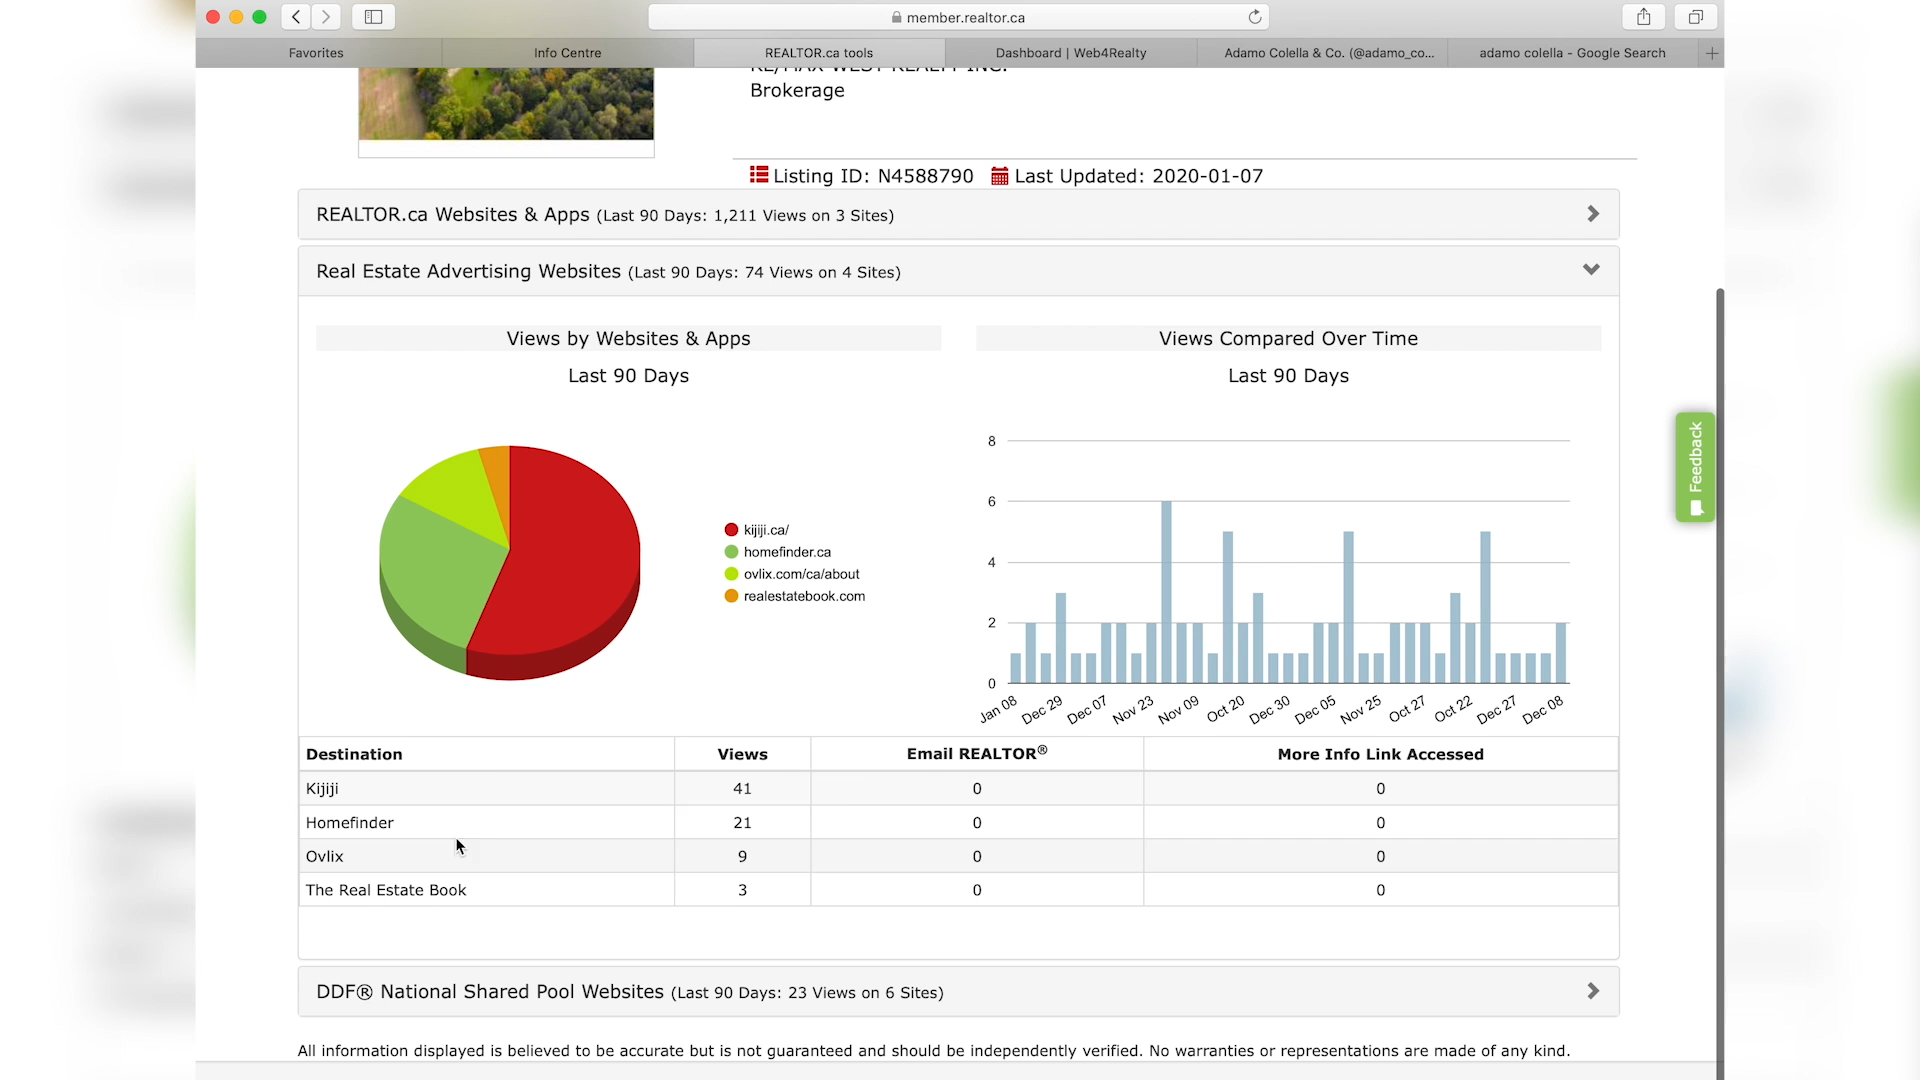 member.realtor.ca
Favorites
Info Centre
REALTOR.ca tools
Dashboard | Web4Realty
Adamo Colella & Co. (@adamo_co...
adamo colella - Google Search
RE/MAX WEST REALTY INC.
Brokerage
Listing ID: N4588790 Last Updated: 2020-01-07
REALTOR.ca Websites & Apps (Last 90 Days: 1,211 Views on 3 Sites)
Real Estate Advertising Websites (Last 90 Days: 74 Views on 4 Sites)
Views by Websites & Apps
Last 90 Days
kijiji.ca/
homefinder.ca
ovlix.com/ca/about
realestatebook.com
Views Compared Over Time
Last 90 Days
8
6
4
2
0
Jan 08 Dec 29 Dec 07 Nov 23 Nov 09 Oct 20 Dec 30 Dec 05 Nov 25 Oct 27 Oct 22 Dec 27 Dec 08
Feedback
Destination Views Email REALTOR® More Info Link Accessed
Kijiji 41 0 0
Homefinder 21 0 0
Ovlix 9 0 0
The Real Estate Book 3 0 0
DDF® National Shared Pool Websites (Last 90 Days: 23 Views on 6 Sites)
All information displayed is believed to be accurate but is not guaranteed and should be independently verified. No warranties or representations are made of any kind.